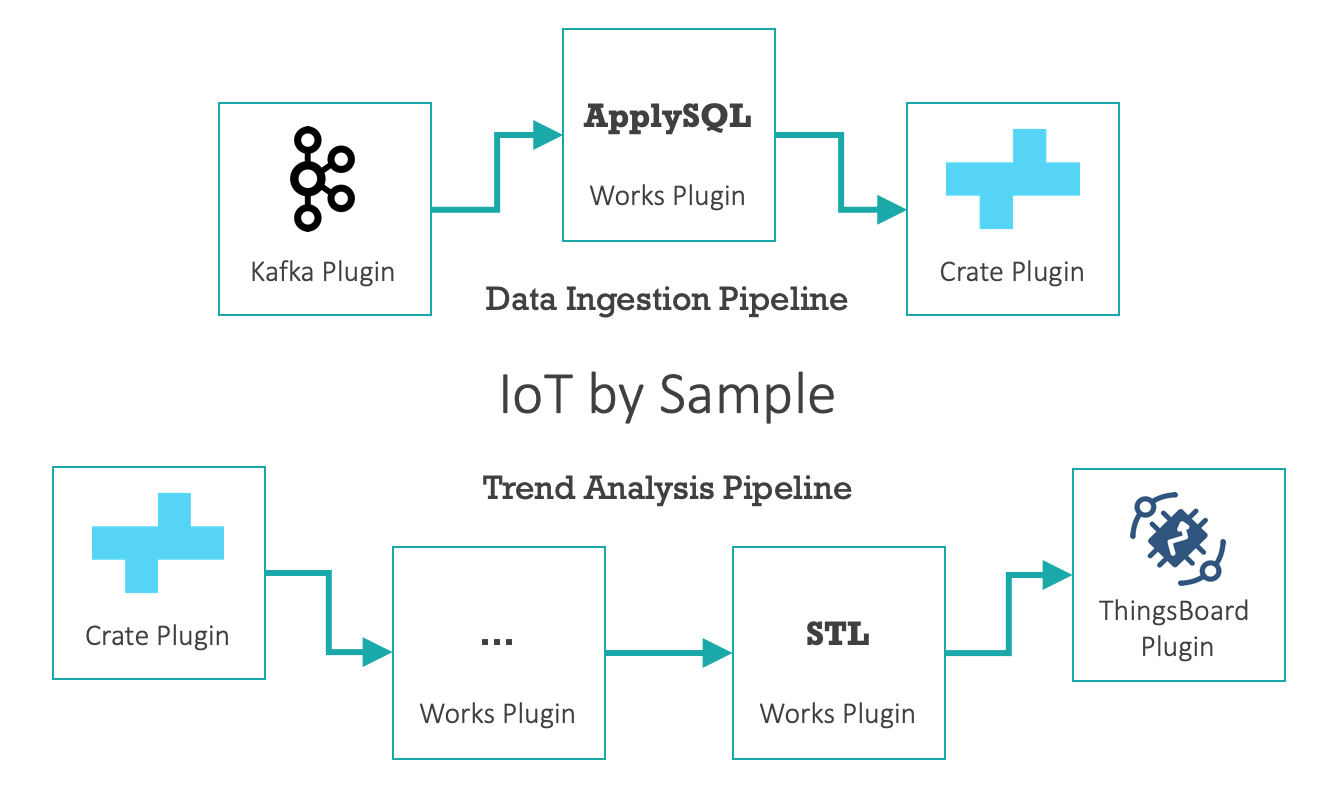 ApplySQL
Works Plugin
Kafka Plugin
Crate Plugin
Data Ingestion Pipeline
IoT by Sample
Trend Analysis Pipeline
Crate Plugin
...
Works Plugin
STL
Works Plugin
ThingsBoard
Plugin